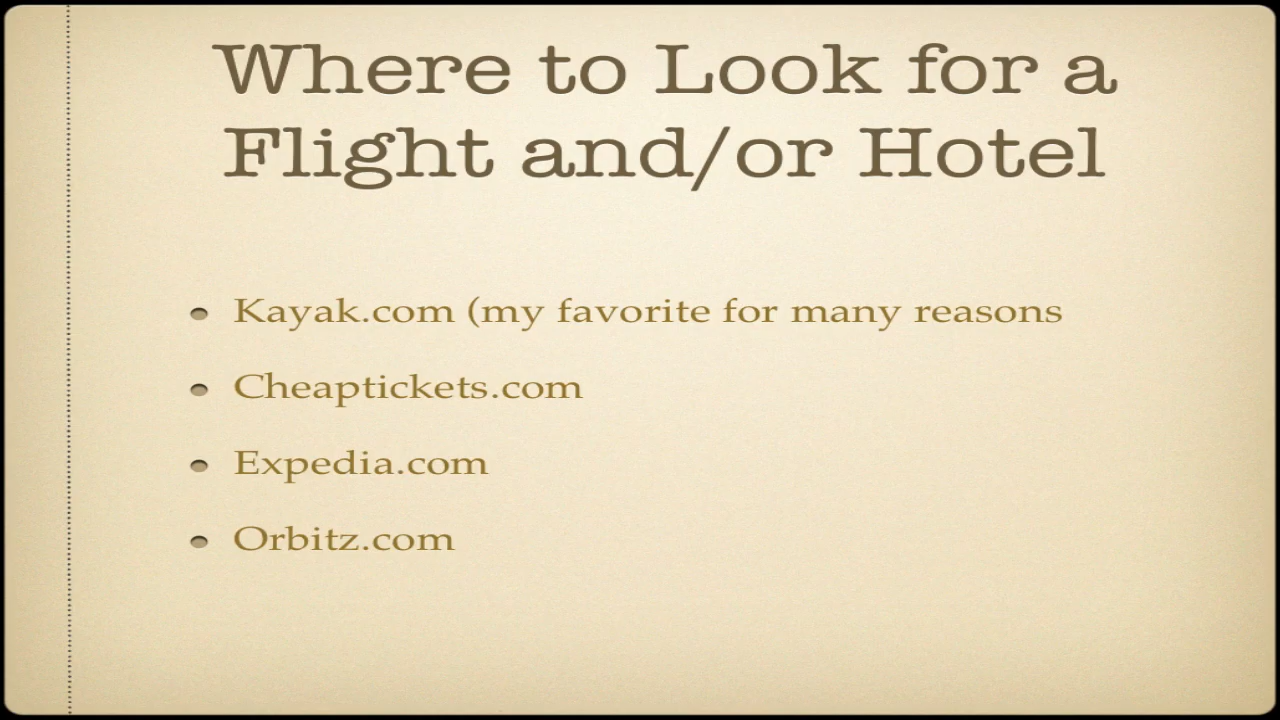 Where to Look for a
Flight and/or Hotel
Kayak.com (my favorite for many reasons
Cheaptickets.com
Expedia.com
Orbitz.com